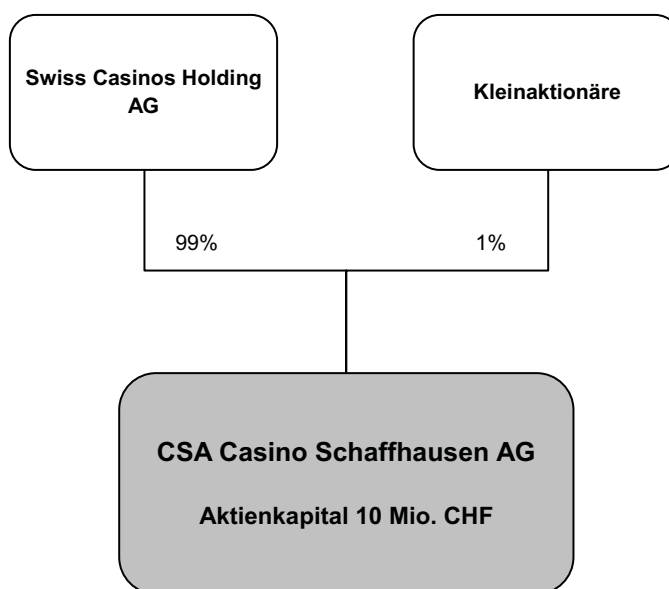 Swiss Casinos Holding
AG
Kleinaktionäre
99%
1%
CSA Casino Schaffhausen AG
Aktienkapital 10 Mio. CHF